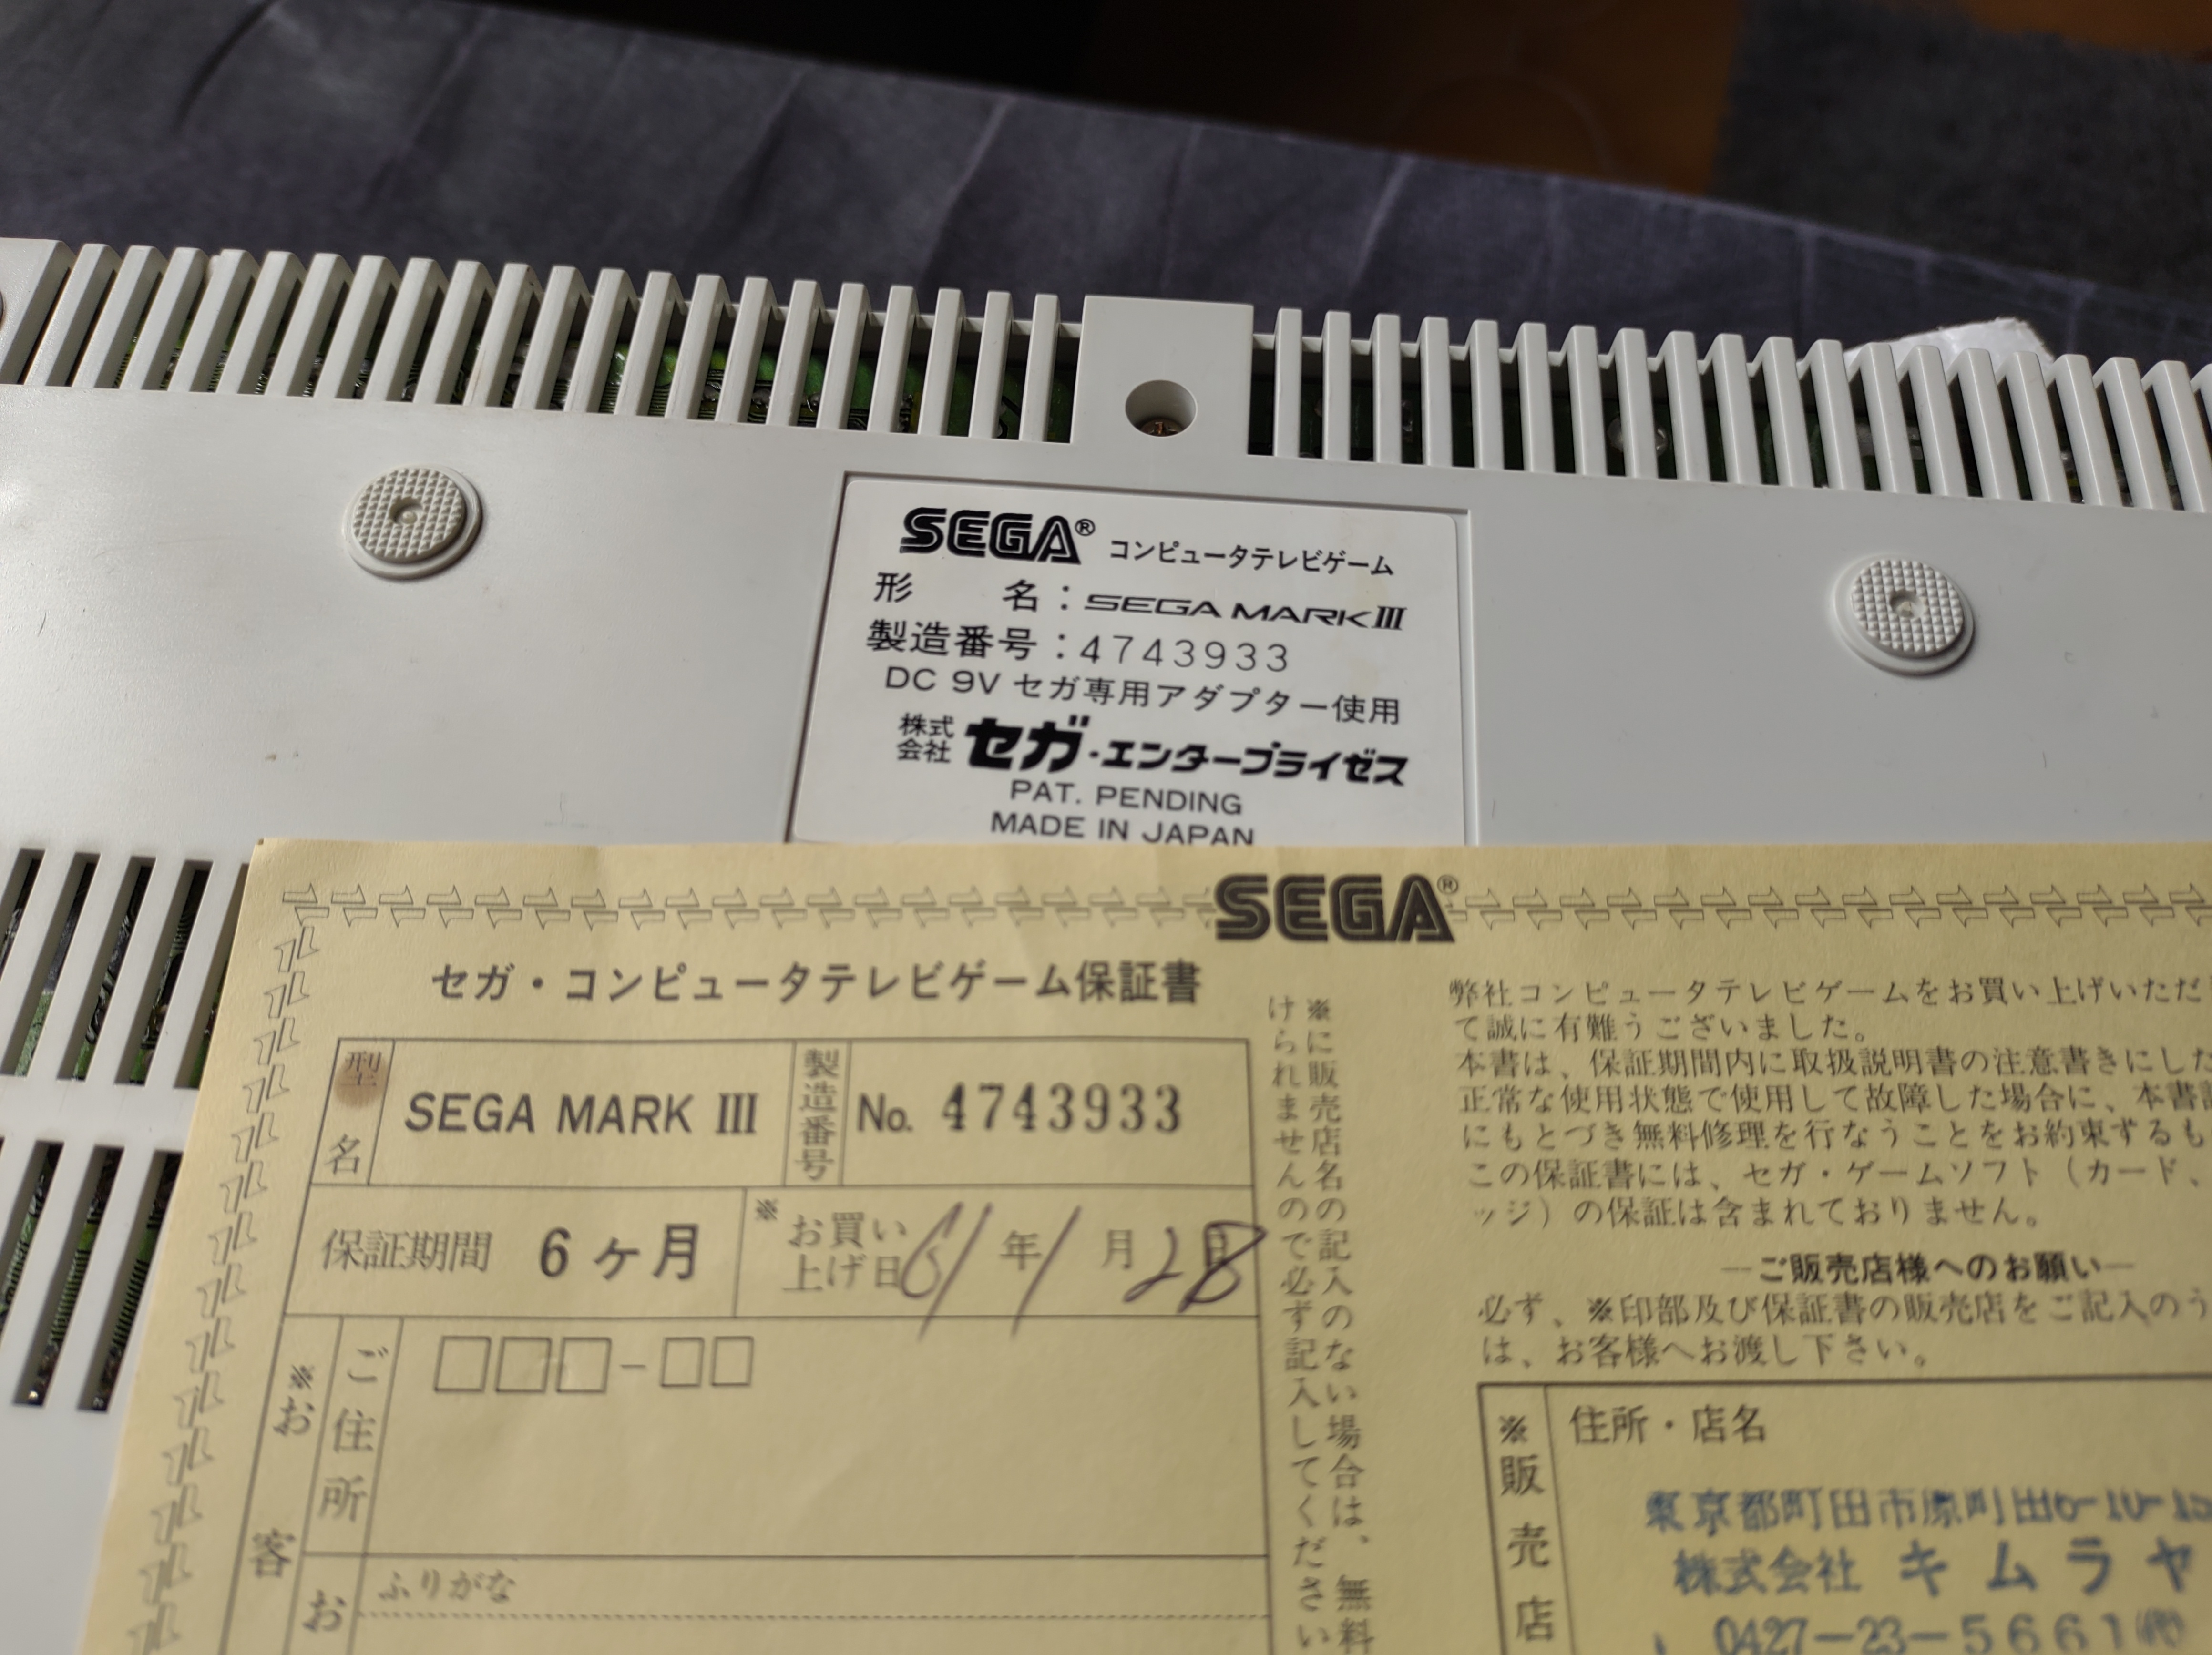 SEGA® コンピュータテレビゲーム
形 名：SEGA MARK III
製造番号：4743933
DC 9V セガ専用アダプター使用
株式会社 セガ・エンタープライゼス
PAT. PENDING
MADE IN JAPAN
SEGA®
セガ・コンピュータテレビゲーム保証書
型名 SEGA MARK III 製造番号 No. 4743933
保証期間 6ヶ月 ※お買い上げ日 61年 1月 28日
※お客
ご住所
□□□-□□
ふりがな
お
※に販売店名の記入のない場合は、無料
けられませんので必ず記入してください
弊社コンピュータテレビゲームをお買い上げいただ
て誠に有難うございました。
本書は、保証期間内に取扱説明書の注意書きにした
正常な使用状態で使用して故障した場合に、本書
にもとづき無料修理を行なうことをお約束するも
この保証書には、セガ・ゲームソフト（カード、
ッジ）の保証は含まれておりません。
―ご販売店様へのお願い―
必ず、※印部及び保証書の販売店をご記入のう
は、お客様へお渡し下さい。
※販売店
住所・店名
東京都町田市原町田6-10-
株式会社 キムラヤ
0427-23-5661